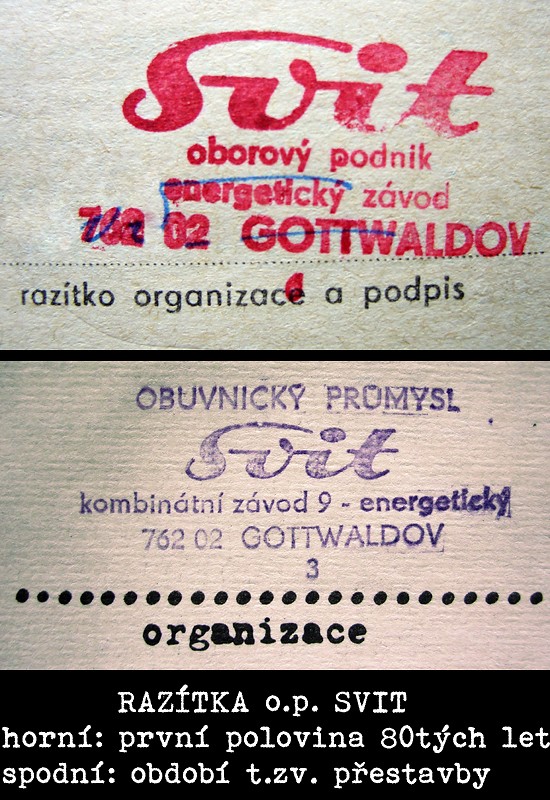 Svit
oborový podnik
energetický závod
762 02 GOTTWALDOV
razítko organizace a podpis
OBUVNICKÝ PRŮMYSL
Svit
kombinátní závod 9 - energetický
762 02 GOTTWALDOV
3
organizace
RAZÍTKA o.p. SVIT
horní: první polovina 80tých let
spodní: období t.zv. přestavby